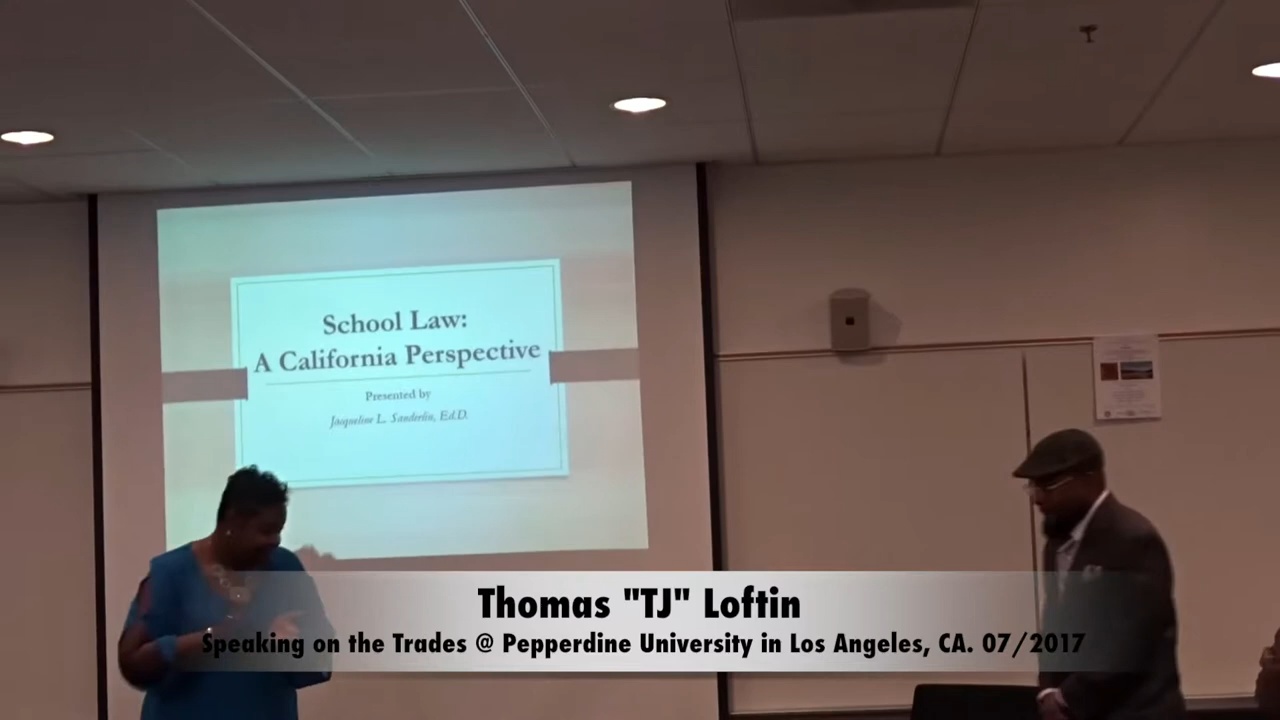 School Law:
A California Perspective
Presented by
Jacqueline L. Sanderlin, Ed.D.
Thomas "TJ" Loftin
Speaking on the Trades @ Pepperdine University in Los Angeles, CA. 07/2017